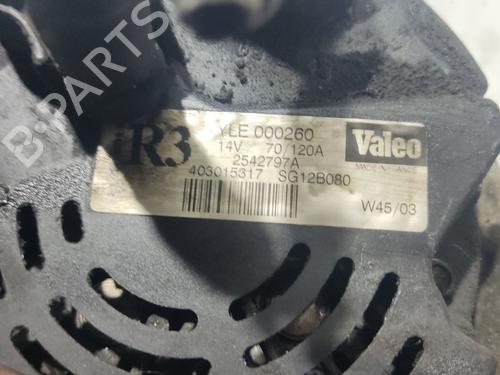 B-PARTS
R3
YLE 000260
14V 70/120A
2542797A
403015317 SG12B080
Valeo
W45/03